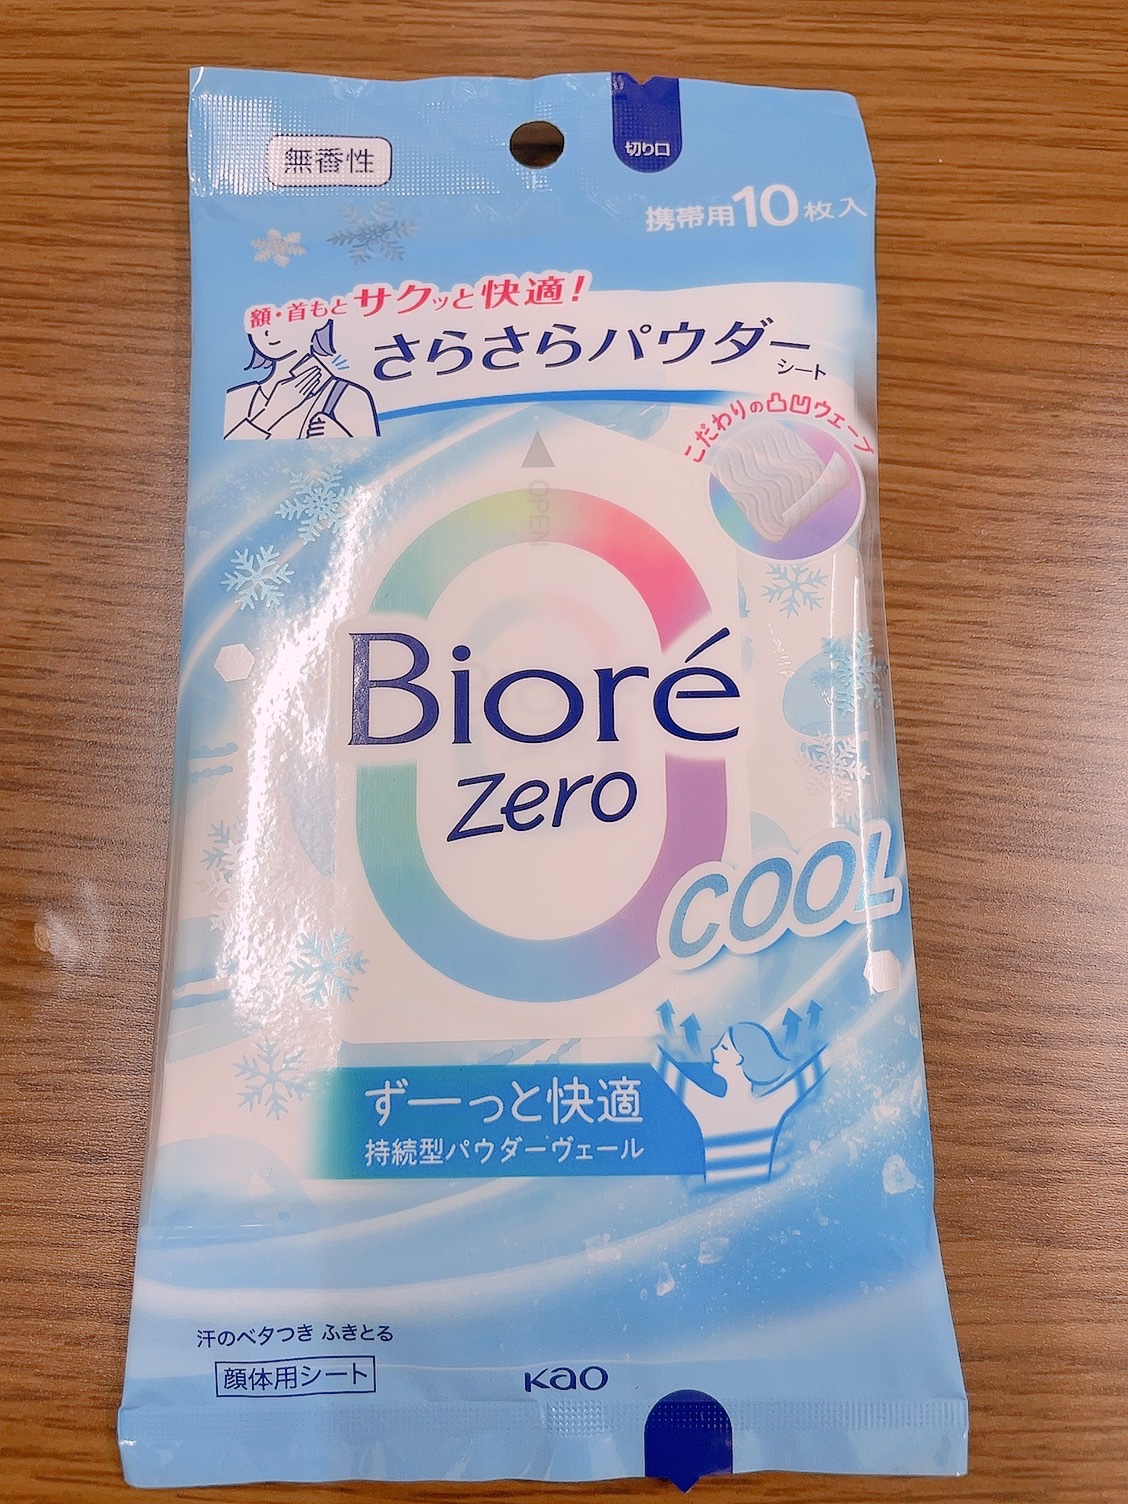 切り口
無香性
携帯用10枚入
額・首もとサクッと快適！
さらさらパウダー
シート
こだわりの凸凹ウェーブ
OPEN
Bioré
zero
COOL
ずーっと快適
持続型パウダーヴェール
汗のベタつき ふきとる
顔体用シート
Kao